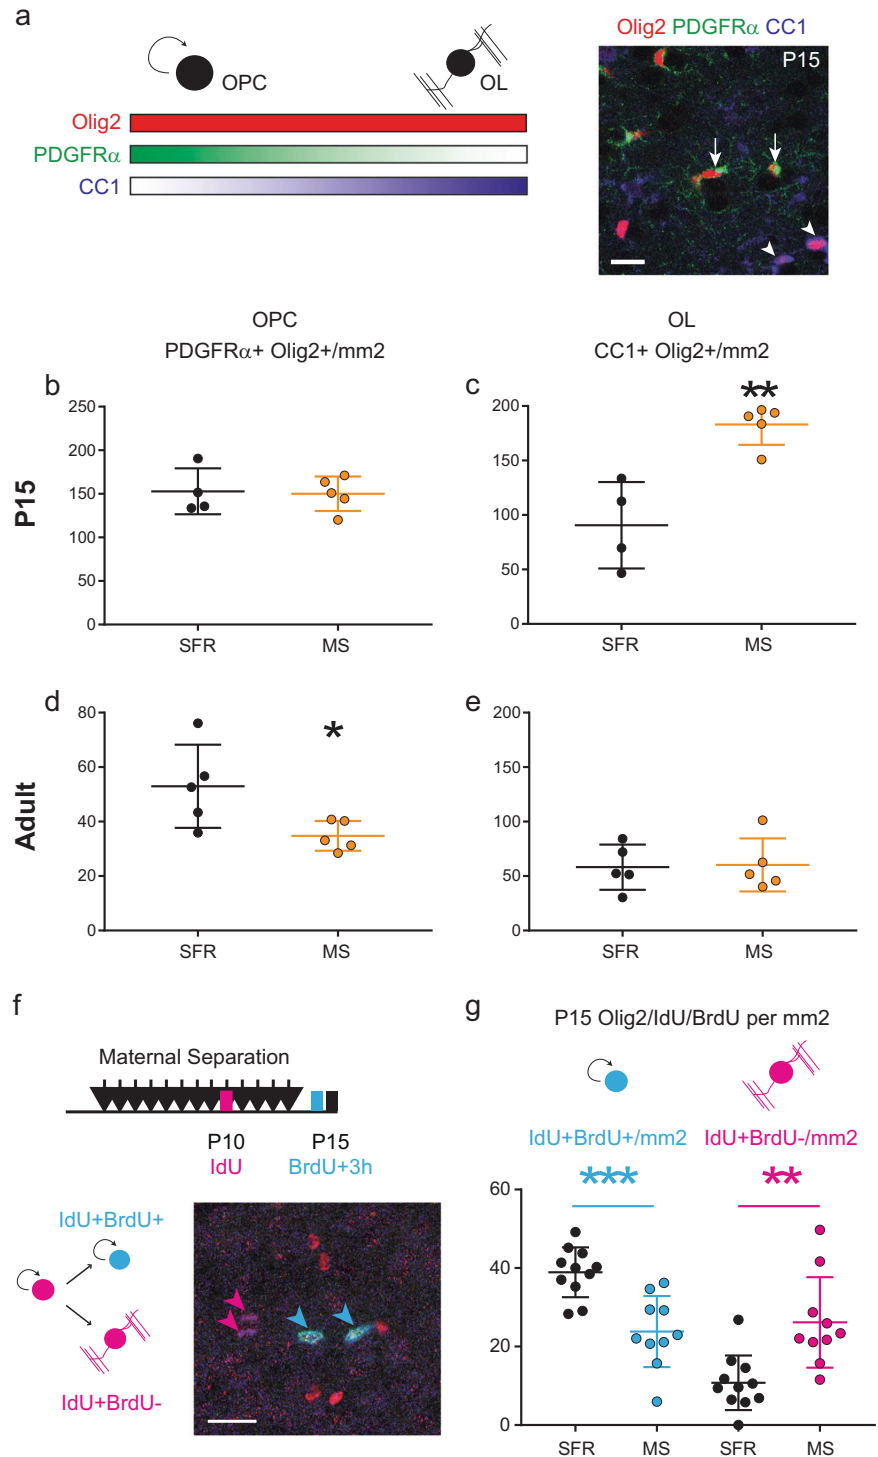 a
OPC
OL
Olig2
PDGFRα
CC1
Olig2 PDGFRα CC1
P15
OPC
PDGFRα+ Olig2+/mm2
OL
CC1+ Olig2+/mm2
P15
b
250
200
150
100
50
0
SFR MS
c
**
200
150
100
50
0
SFR MS
Adult
d
*
80
60
40
20
0
SFR MS
e
200
150
100
50
0
SFR MS
f
Maternal Separation
P10 P15
IdU BrdU+3h
IdU+BrdU+
IdU+BrdU-
g
P15 Olig2/IdU/BrdU per mm2
IdU+BrdU+/mm2 IdU+BrdU-/mm2
*** **
60
40
20
0
SFR MS SFR MS